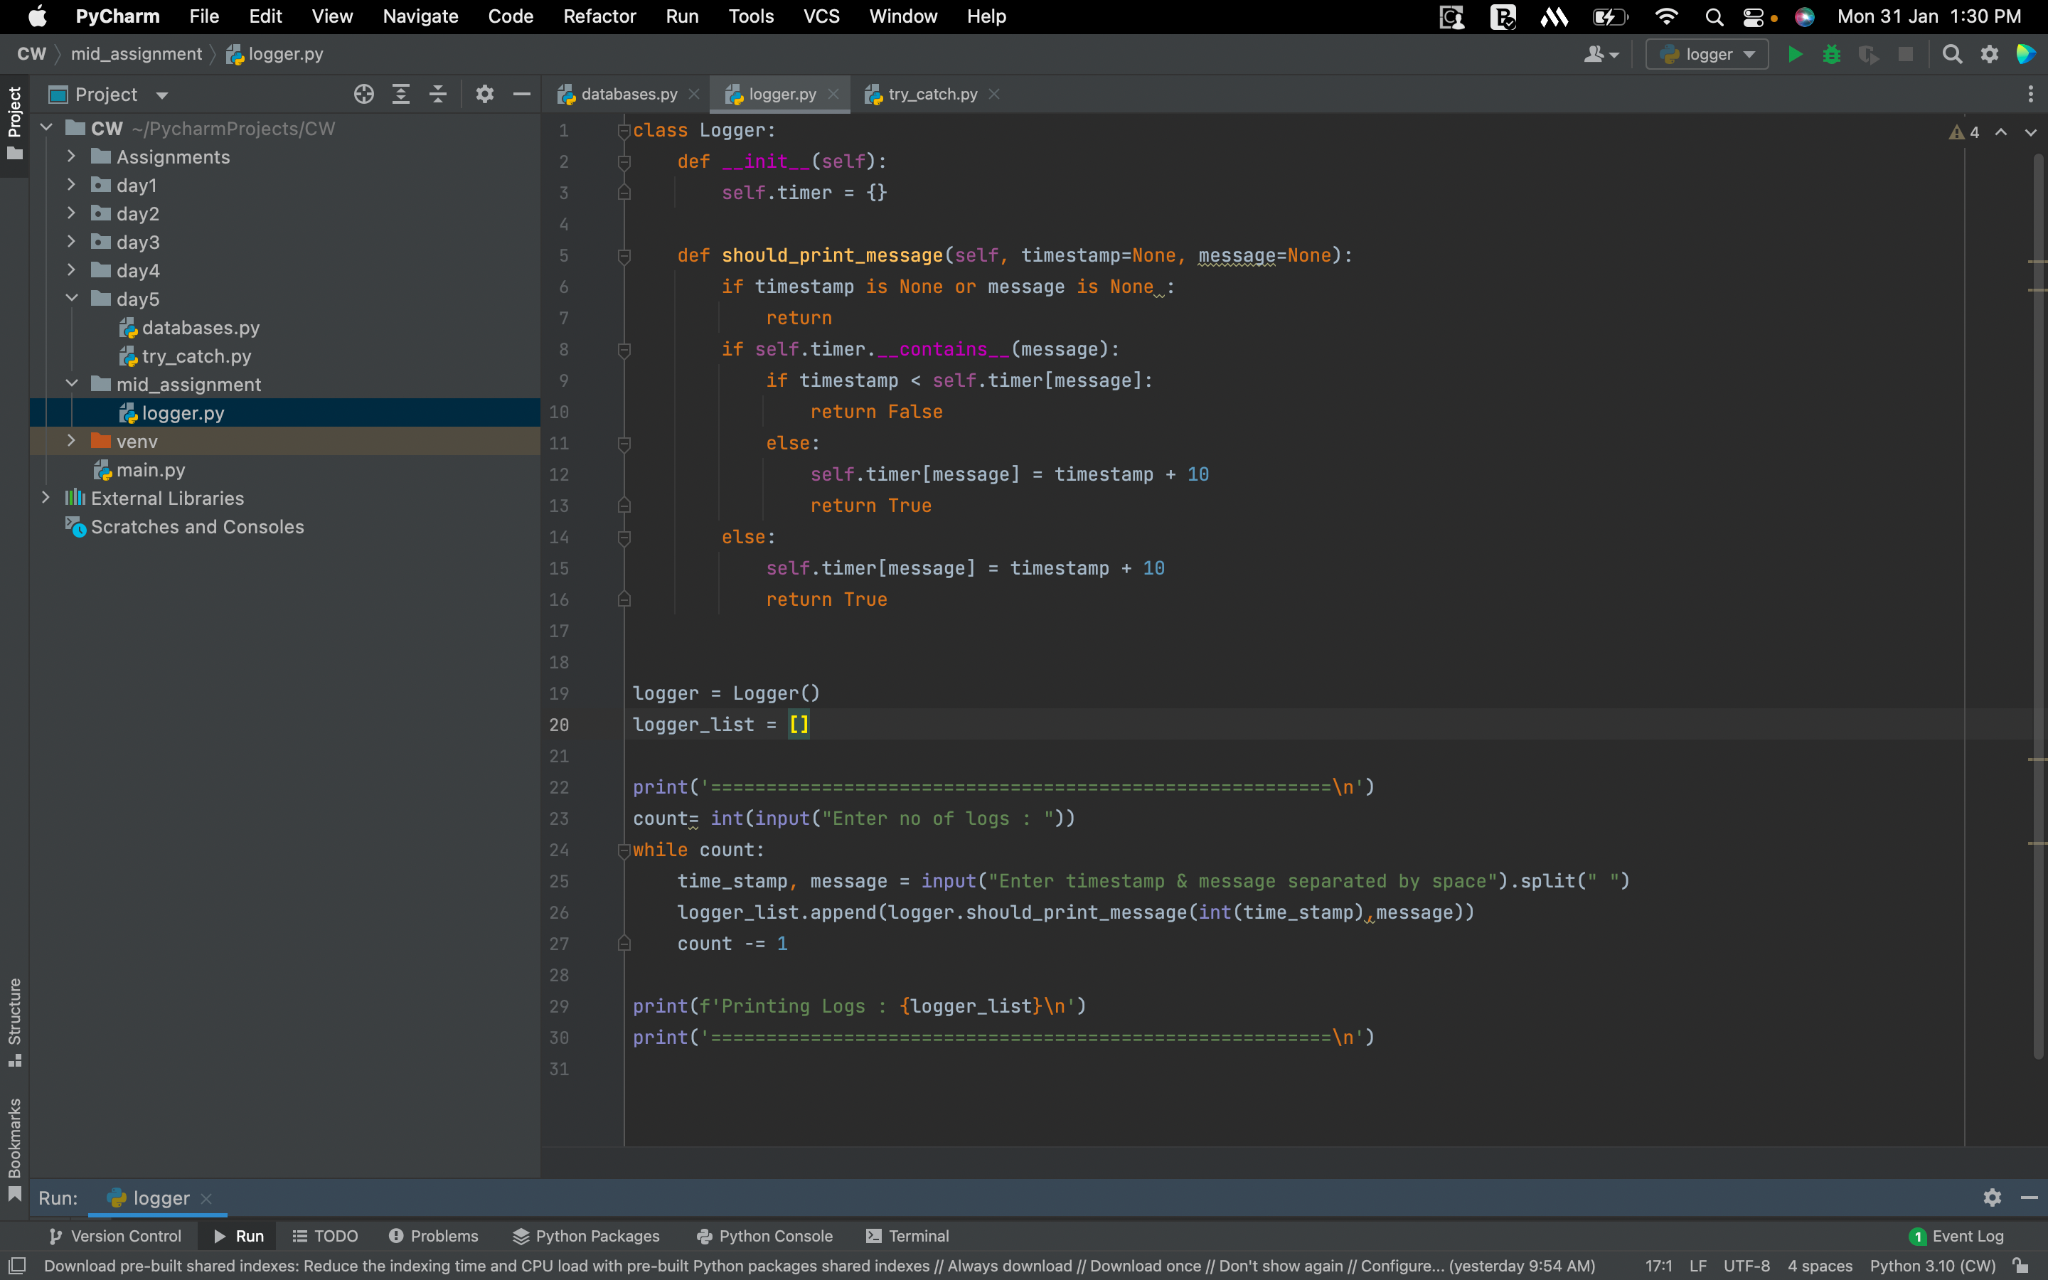 PyCharm File Edit View Navigate Code Refactor Run Tools VCS Window Help Mon 31 Jan 1:30 PM
CW mid_assignment logger.py logger
Project
Project
databases.py logger.py try_catch.py
CW ~/PycharmProjects/CW
Assignments
day1
day2
day3
day4
day5
databases.py
try_catch.py
mid_assignment
logger.py
venv
main.py
External Libraries
Scratches and Consoles
4
1 class Logger:
2 def __init__(self):
3 self.timer = {}
4
5 def should_print_message(self, timestamp=None, message=None):
6 if timestamp is None or message is None :
7 return
8 if self.timer.__contains__(message):
9 if timestamp < self.timer[message]:
10 return False
11 else:
12 self.timer[message] = timestamp + 10
13 return True
14 else:
15 self.timer[message] = timestamp + 10
16 return True
17
18
19 logger = Logger()
20 logger_list = []
21
22 print('========================================================\n')
23 count= int(input("Enter no of logs : "))
24 while count:
25 time_stamp, message = input("Enter timestamp & message separated by space").split(" ")
26 logger_list.append(logger.should_print_message(int(time_stamp),message))
27 count -= 1
28
29 print(f'Printing Logs : {logger_list}\n')
30 print('========================================================\n')
31
Structure
Bookmarks
Run: logger
Version Control Run TODO Problems Python Packages Python Console Terminal 1 Event Log
Download pre-built shared indexes: Reduce the indexing time and CPU load with pre-built Python packages shared indexes // Always download // Download once // Don't show again // Configure... (yesterday 9:54 AM) 17:1 LF UTF-8 4 spaces Python 3.10 (CW)